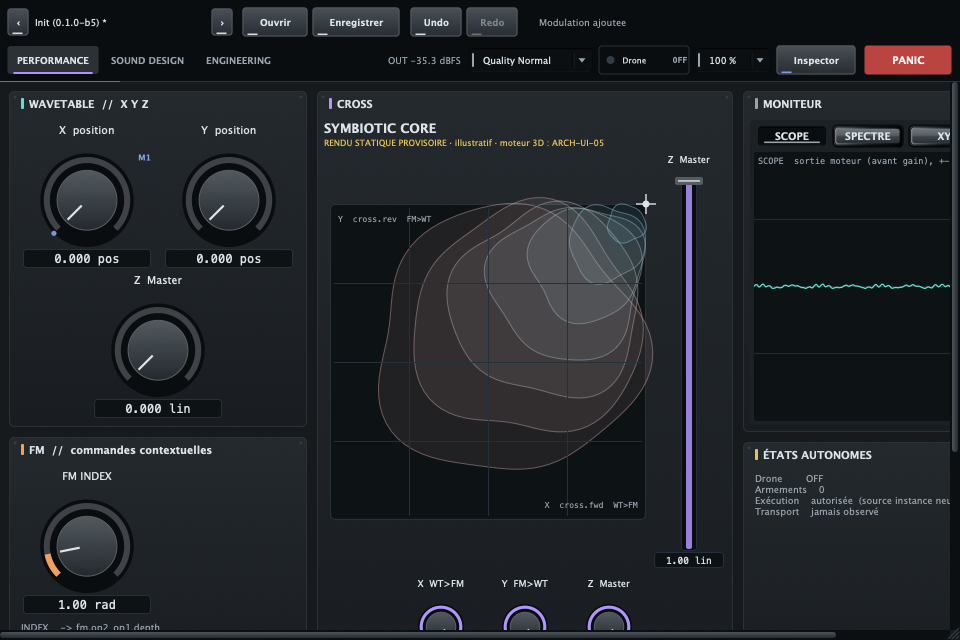 ‹ Init (0.1.0-b5) * › Ouvrir Enregistrer Undo Redo Modulation ajoutee
PERFORMANCE SOUND DESIGN ENGINEERING OUT -35.3 dBFS Quality Normal Drone OFF 100 % Inspector PANIC
WAVETABLE // X Y Z
X position Y position
M1
0.000 pos 0.000 pos
Z Master
0.000 lin
FM // commandes contextuelles
FM INDEX
1.00 rad
INDEX -> fm.op2_op1.depth
CROSS
SYMBIOTIC CORE
RENDU STATIQUE PROVISOIRE · illustratif · moteur 3D : ARCH-UI-05
Z Master
Y cross.rev FM>WT
X cross.fwd WT>FM
1.00 lin
X WT>FM Y FM>WT Z Master
MONITEUR
SCOPE SPECTRE XY
SCOPE sortie moteur (avant gain), +-
ÉTATS AUTONOMES
Drone OFF
Armements 0
Exécution autorisée (source instance neu
Transport jamais observé